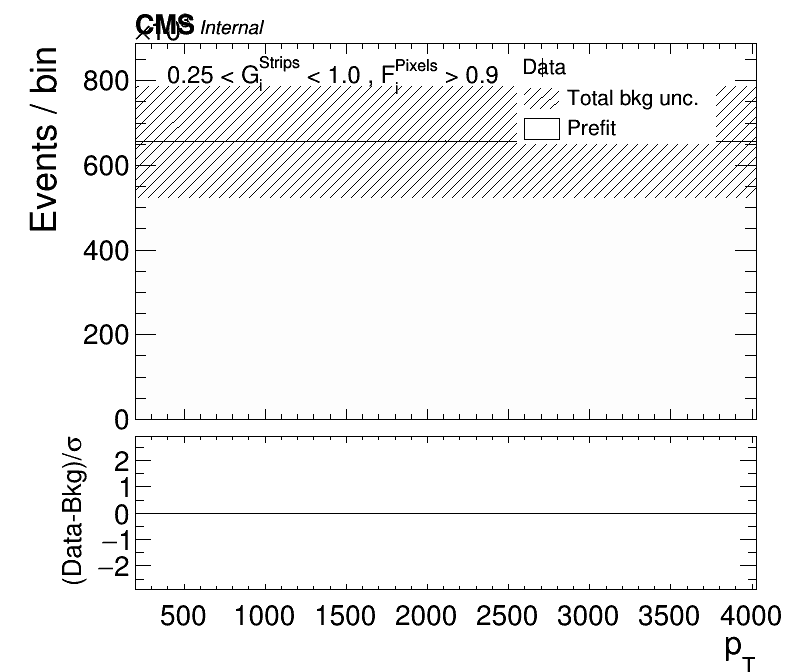 CMS Internal
0.25 < G_i^Strips < 1.0 , F_i^Pixels > 0.9
Data
Total bkg unc.
Prefit
Events / bin
800
600
400
200
0
(Data-Bkg)/σ
2
1
0
−1
−2
500 1000 1500 2000 2500 3000 3500 4000
p_T